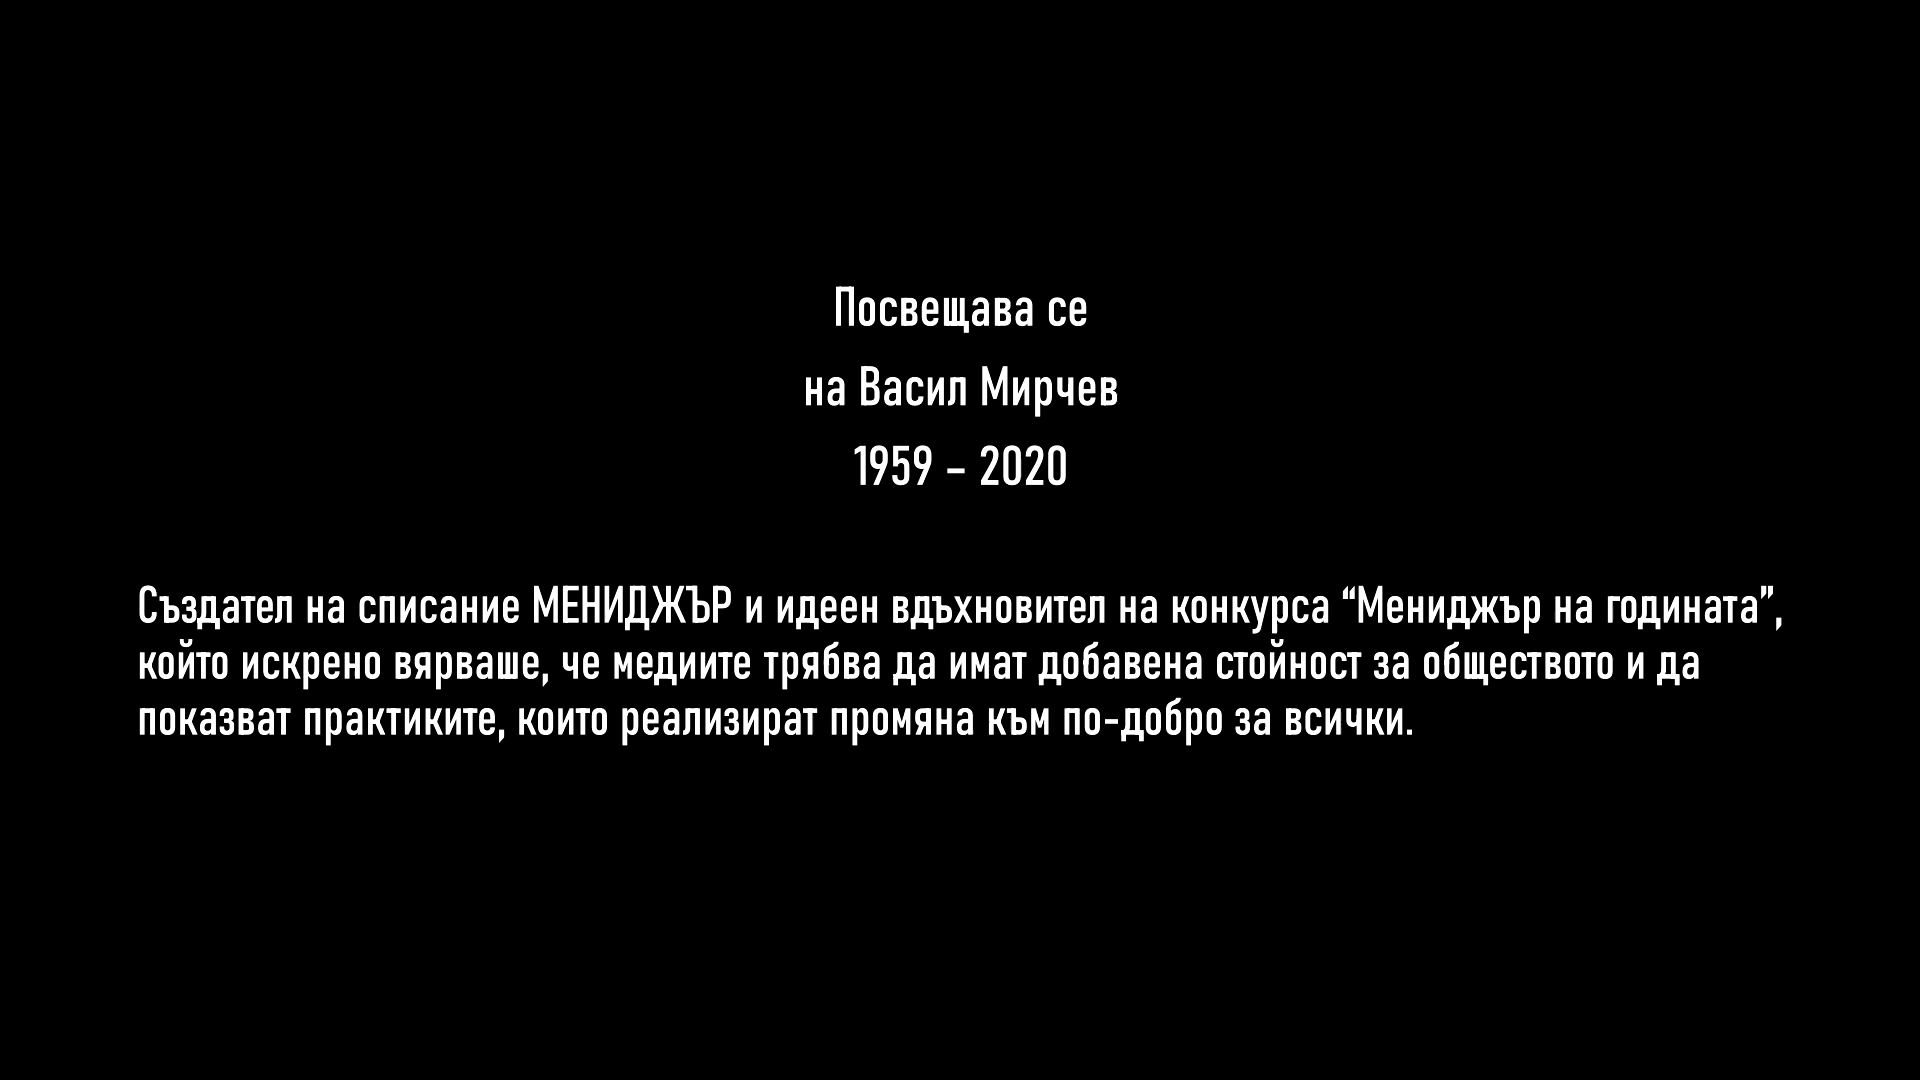 Посвещава се
на Васил Мирчев
1959 – 2020
Създател на списание МЕНИДЖЪР и идеен вдъхновител на конкурса “Мениджър на годината”,
който искрено вярваше, че медиите трябва да имат добавена стойност за обществото и да
показват практиките, които реализират промяна към по-добро за всички.